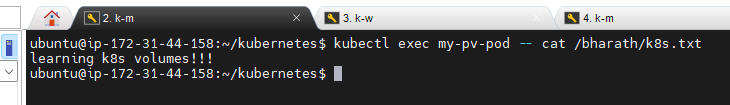 2. k-m
3. k-w
4. k-m
ubuntu@ip-172-31-44-158:~/kubernetes$ kubectl exec my-pv-pod -- cat /bharath/k8s.txt
learning k8s volumes!!!
ubuntu@ip-172-31-44-158:~/kubernetes$